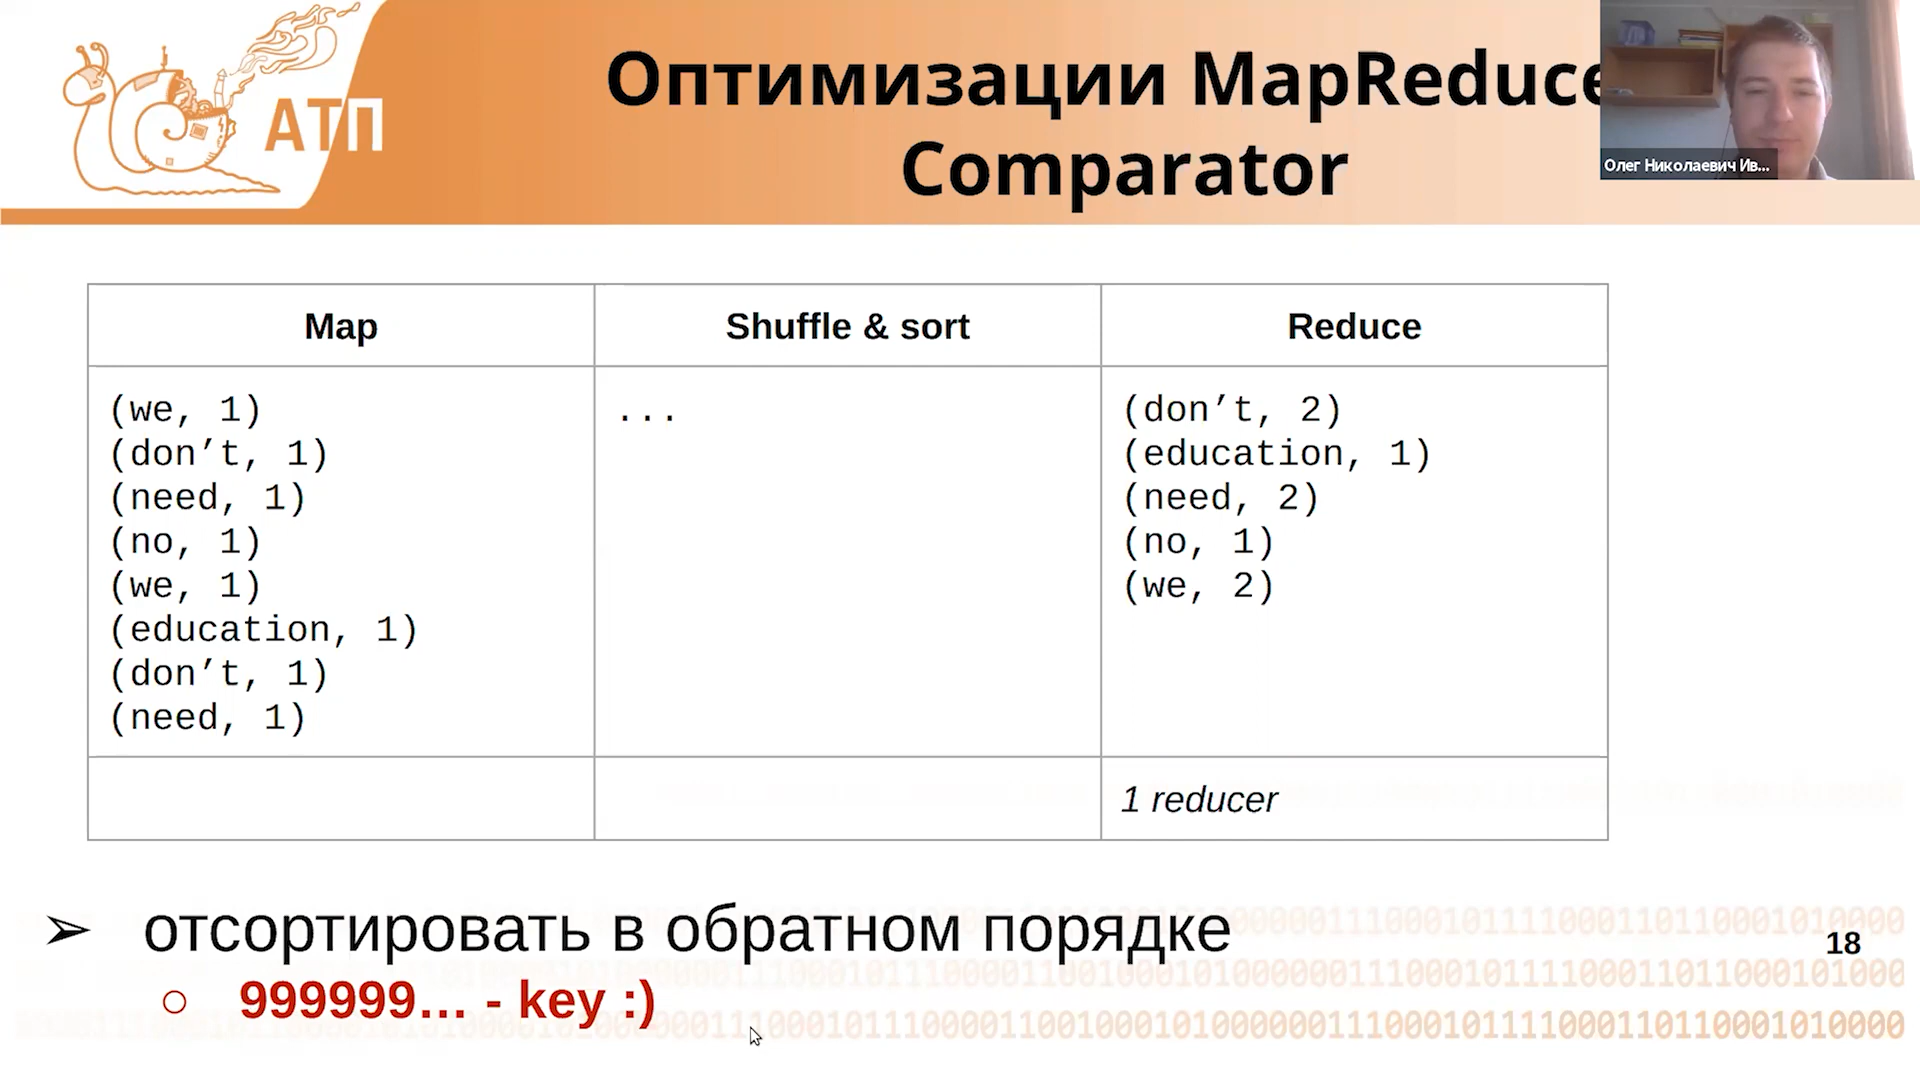 АТП
Оптимизации MapReduce
Comparator
Олег Николаевич Ив...
Map
Shuffle & sort
Reduce
(we, 1)
(don’t, 1)
(need, 1)
(no, 1)
(we, 1)
(education, 1)
(don’t, 1)
(need, 1)
...
(don’t, 2)
(education, 1)
(need, 2)
(no, 1)
(we, 2)
1 reducer
➢ отсортировать в обратном порядке
○ 999999… - key :)
18